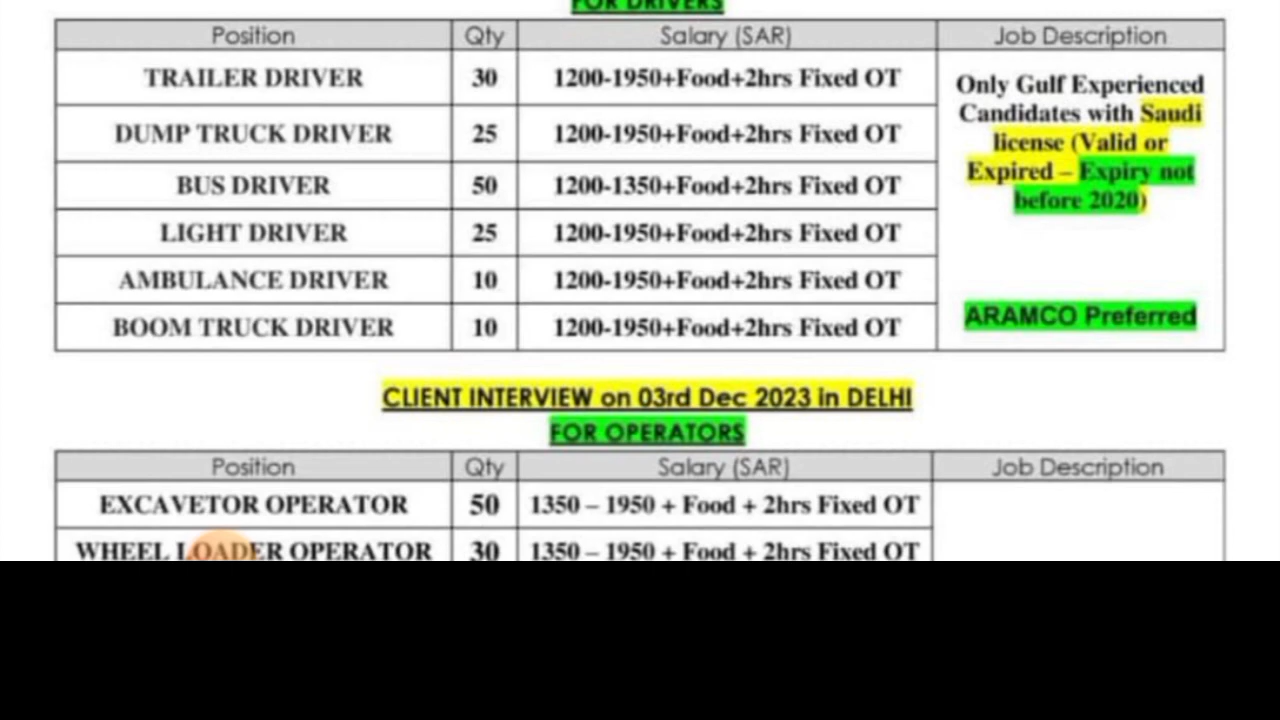 FOR DRIVERS
Position Qty Salary (SAR) Job Description
TRAILER DRIVER 30 1200-1950+Food+2hrs Fixed OT
DUMP TRUCK DRIVER 25 1200-1950+Food+2hrs Fixed OT
BUS DRIVER 50 1200-1350+Food+2hrs Fixed OT
LIGHT DRIVER 25 1200-1950+Food+2hrs Fixed OT
AMBULANCE DRIVER 10 1200-1950+Food+2hrs Fixed OT
BOOM TRUCK DRIVER 10 1200-1950+Food+2hrs Fixed OT
Only Gulf Experienced
Candidates with Saudi
license (Valid or
Expired – Expiry not
before 2020)
ARAMCO Preferred
CLIENT INTERVIEW on 03rd Dec 2023 in DELHI
FOR OPERATORS
Position Qty Salary (SAR) Job Description
EXCAVETOR OPERATOR 50 1350 – 1950 + Food + 2hrs Fixed OT
WHEEL LOADER OPERATOR 30 1350 – 1950 + Food + 2hrs Fixed OT